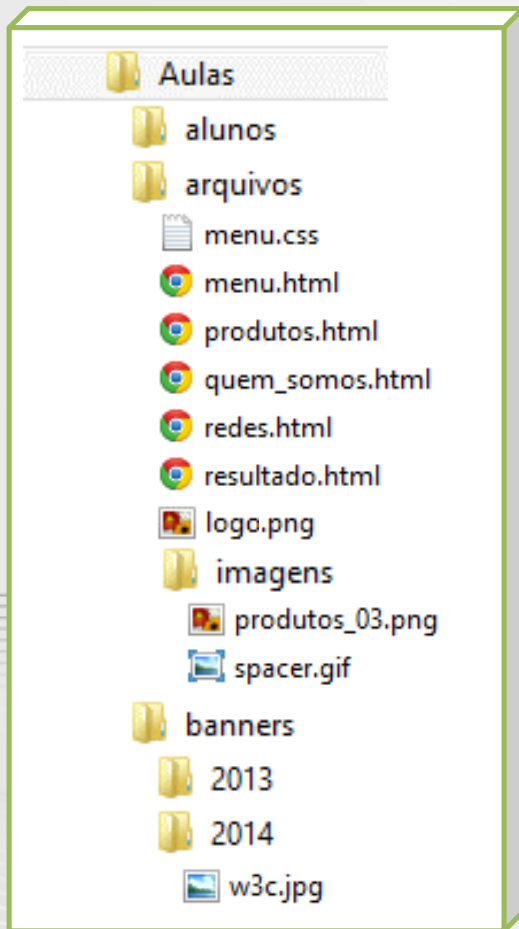 Aulas
alunos
arquivos
menu.css
menu.html
produtos.html
quem_somos.html
redes.html
resultado.html
logo.png
imagens
produtos_03.png
spacer.gif
banners
2013
2014
w3c.jpg